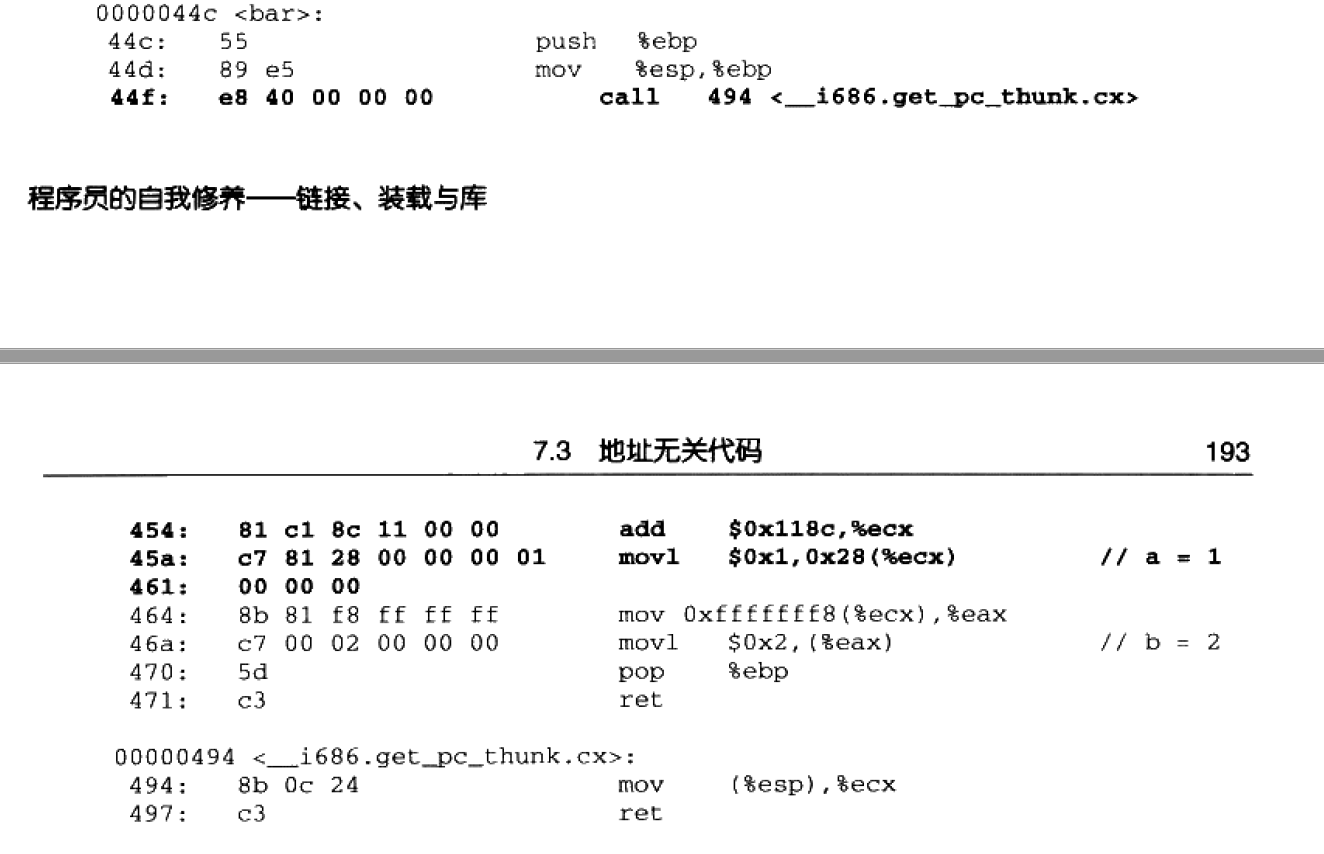 0000044c <bar>:
44c: 55 push %ebp
44d: 89 e5 mov %esp,%ebp
44f: e8 40 00 00 00 call 494 <__i686.get_pc_thunk.cx>
程序员的自我修养——链接、装载与库
7.3 地址无关代码 193
454: 81 c1 8c 11 00 00 add $0x118c,%ecx
45a: c7 81 28 00 00 00 01 movl $0x1,0x28(%ecx) // a = 1
461: 00 00 00
464: 8b 81 f8 ff ff ff mov 0xfffffff8(%ecx),%eax
46a: c7 00 02 00 00 00 movl $0x2,(%eax) // b = 2
470: 5d pop %ebp
471: c3 ret
00000494 <__i686.get_pc_thunk.cx>:
494: 8b 0c 24 mov (%esp),%ecx
497: c3 ret